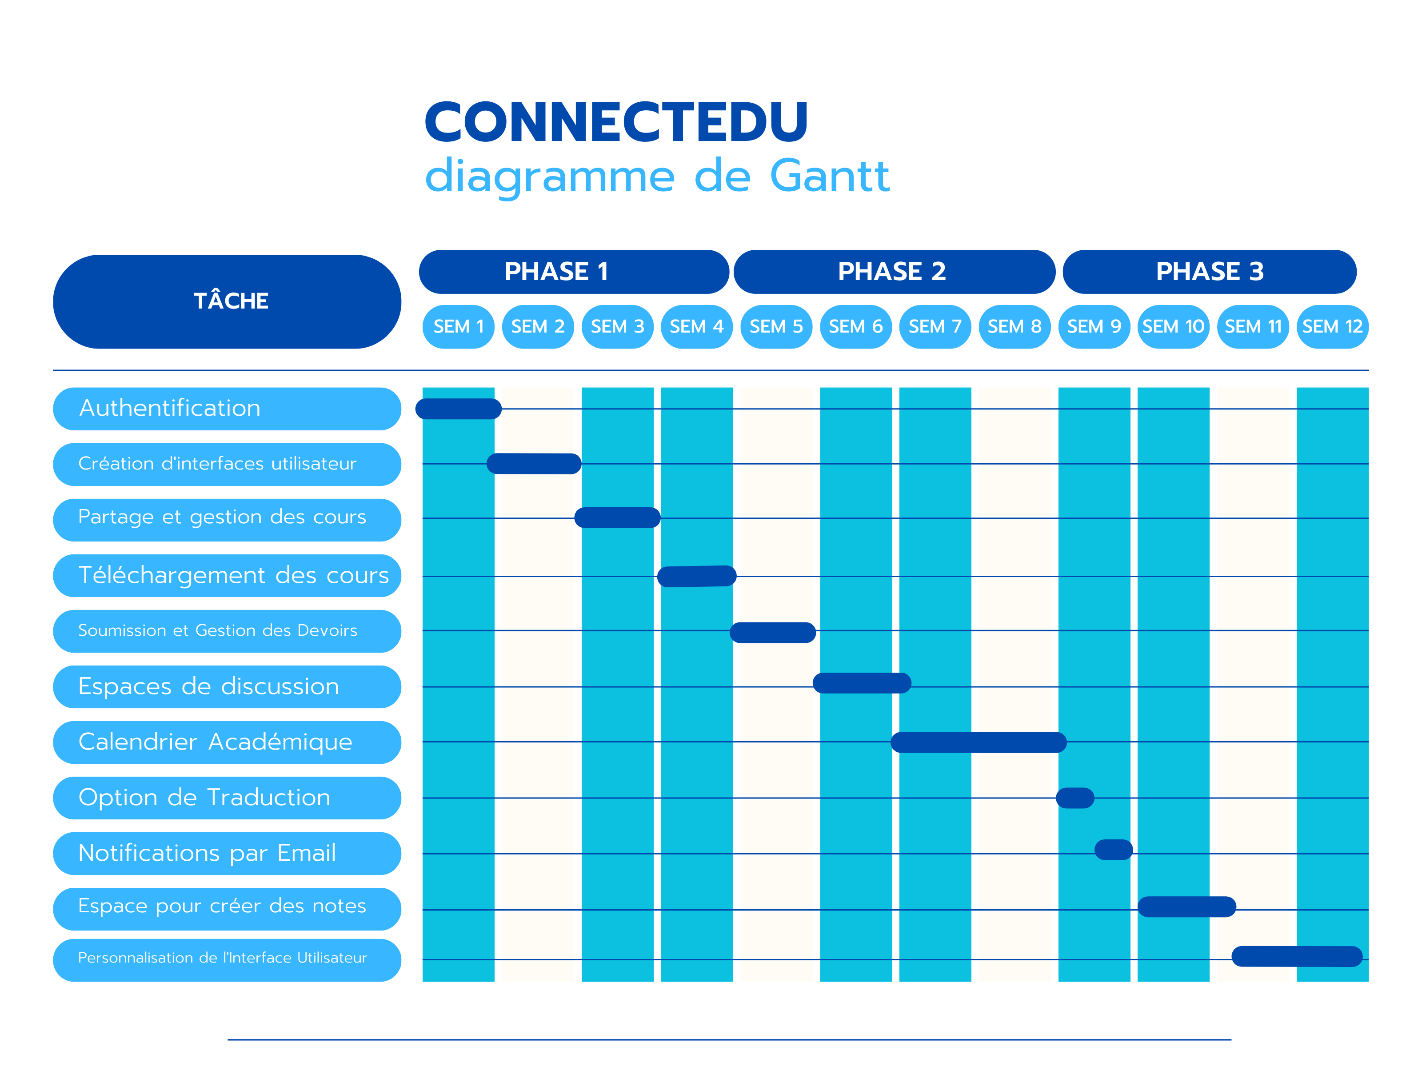 CONNECTEDU
diagramme de Gantt
TÂCHE
PHASE 1 PHASE 2 PHASE 3
SEM 1 SEM 2 SEM 3 SEM 4 SEM 5 SEM 6 SEM 7 SEM 8 SEM 9 SEM 10 SEM 11 SEM 12
Authentification
Création d'interfaces utilisateur
Partage et gestion des cours
Téléchargement des cours
Soumission et Gestion des Devoirs
Espaces de discussion
Calendrier Académique
Option de Traduction
Notifications par Email
Espace pour créer des notes
Personnalisation de l'Interface Utilisateur